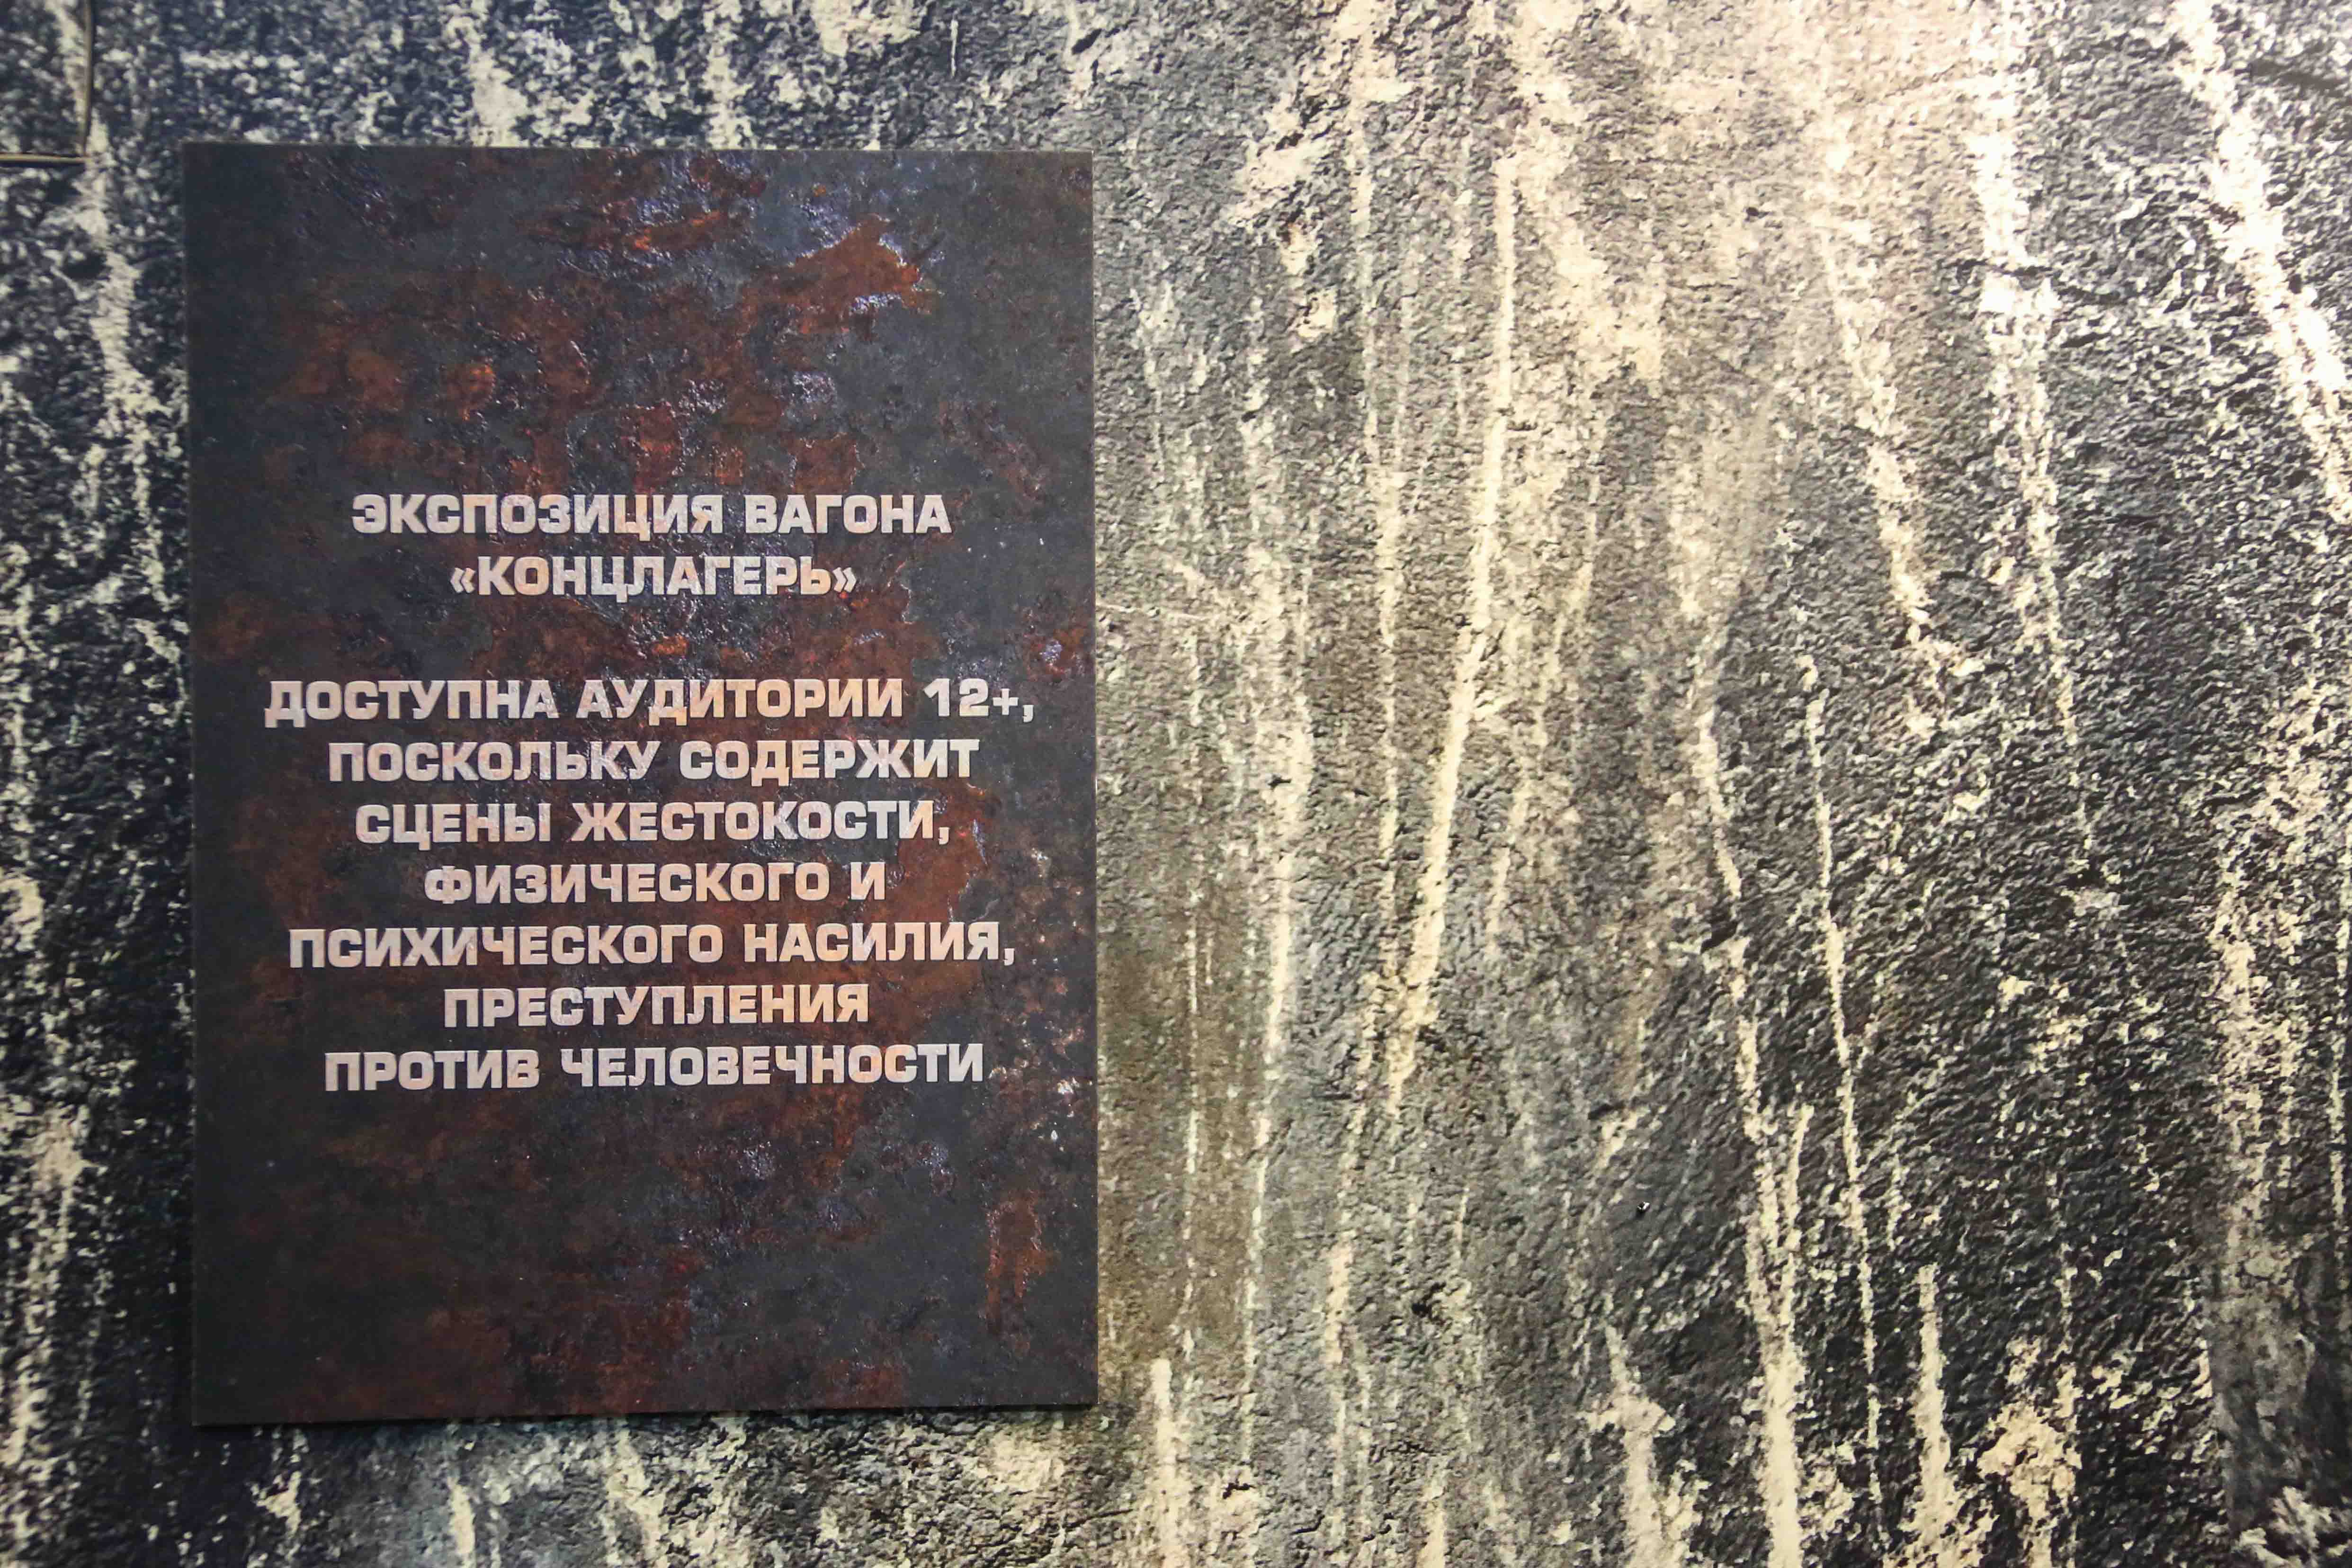 ЭКСПОЗИЦИЯ ВАГОНА
«КОНЦЛАГЕРЬ»
ДОСТУПНА АУДИТОРИИ 12+,
ПОСКОЛЬКУ СОДЕРЖИТ
СЦЕНЫ ЖЕСТОКОСТИ,
ФИЗИЧЕСКОГО И
ПСИХИЧЕСКОГО НАСИЛИЯ,
ПРЕСТУПЛЕНИЯ
ПРОТИВ ЧЕЛОВЕЧНОСТИ